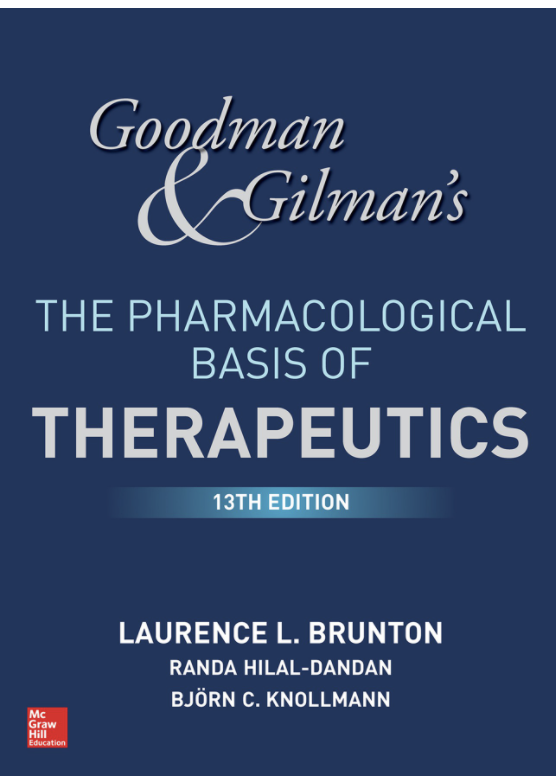 Goodman
& Gilman's
THE PHARMACOLOGICAL
BASIS OF
THERAPEUTICS
13TH EDITION
LAURENCE L. BRUNTON
RANDA HILAL-DANDAN
BJÖRN C. KNOLLMANN
Mc
Graw
Hill
Education